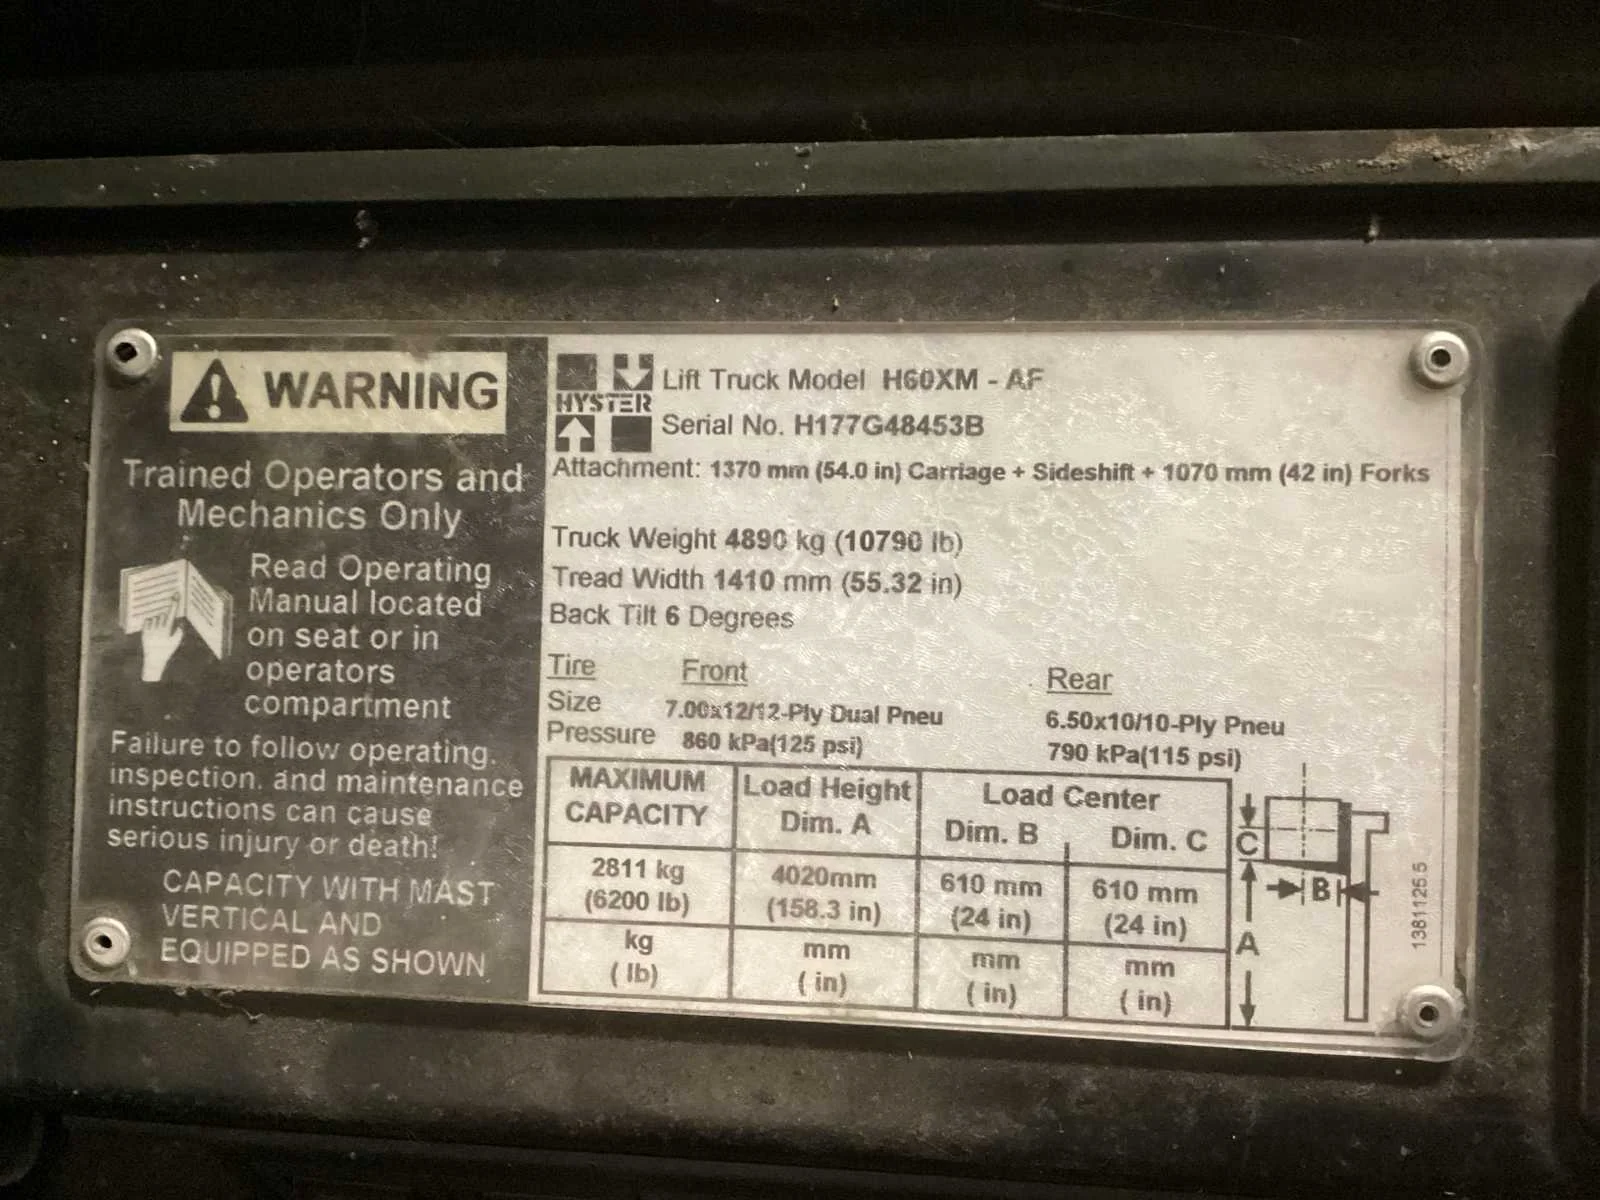 WARNING
Trained Operators and
Mechanics Only
Read Operating
Manual located
on seat or in
operators
compartment
Failure to follow operating.
inspection. and maintenance
instructions can cause
serious injury or death!
CAPACITY WITH MAST
VERTICAL AND
EQUIPPED AS SHOWN
HYSTER
Lift Truck Model H60XM - AF
Serial No. H177G48453B
Attachment: 1370 mm (54.0 in) Carriage + Sideshift + 1070 mm (42 in) Forks
Truck Weight 4890 kg (10790 lb)
Tread Width 1410 mm (55.32 in)
Back Tilt 6 Degrees
Tire Front Rear
Size 7.00x12/12-Ply Dual Pneu 6.50x10/10-Ply Pneu
Pressure 860 kPa(125 psi) 790 kPa(115 psi)
MAXIMUM Load Height Load Center
CAPACITY Dim. A Dim. B Dim. C
2811 kg 4020mm 610 mm 610 mm
(6200 lb) (158.3 in) (24 in) (24 in)
kg mm mm mm
( lb) ( in) ( in) ( in)
C
B
A
1381125.5